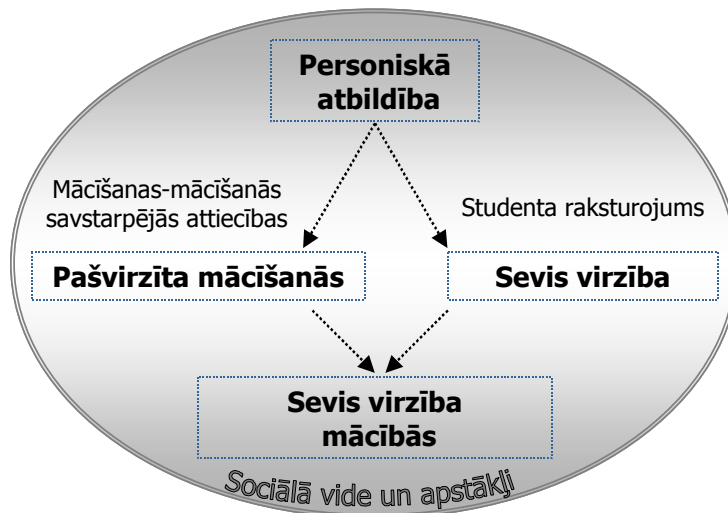 Personiskā
atbildība
Mācīšanas-mācīšanās
savstarpējās attiecības
Studenta raksturojums
Pašvirzīta mācīšanās
Sevis virzība
Sevis virzība
mācībās
Sociālā vide un apstākļi